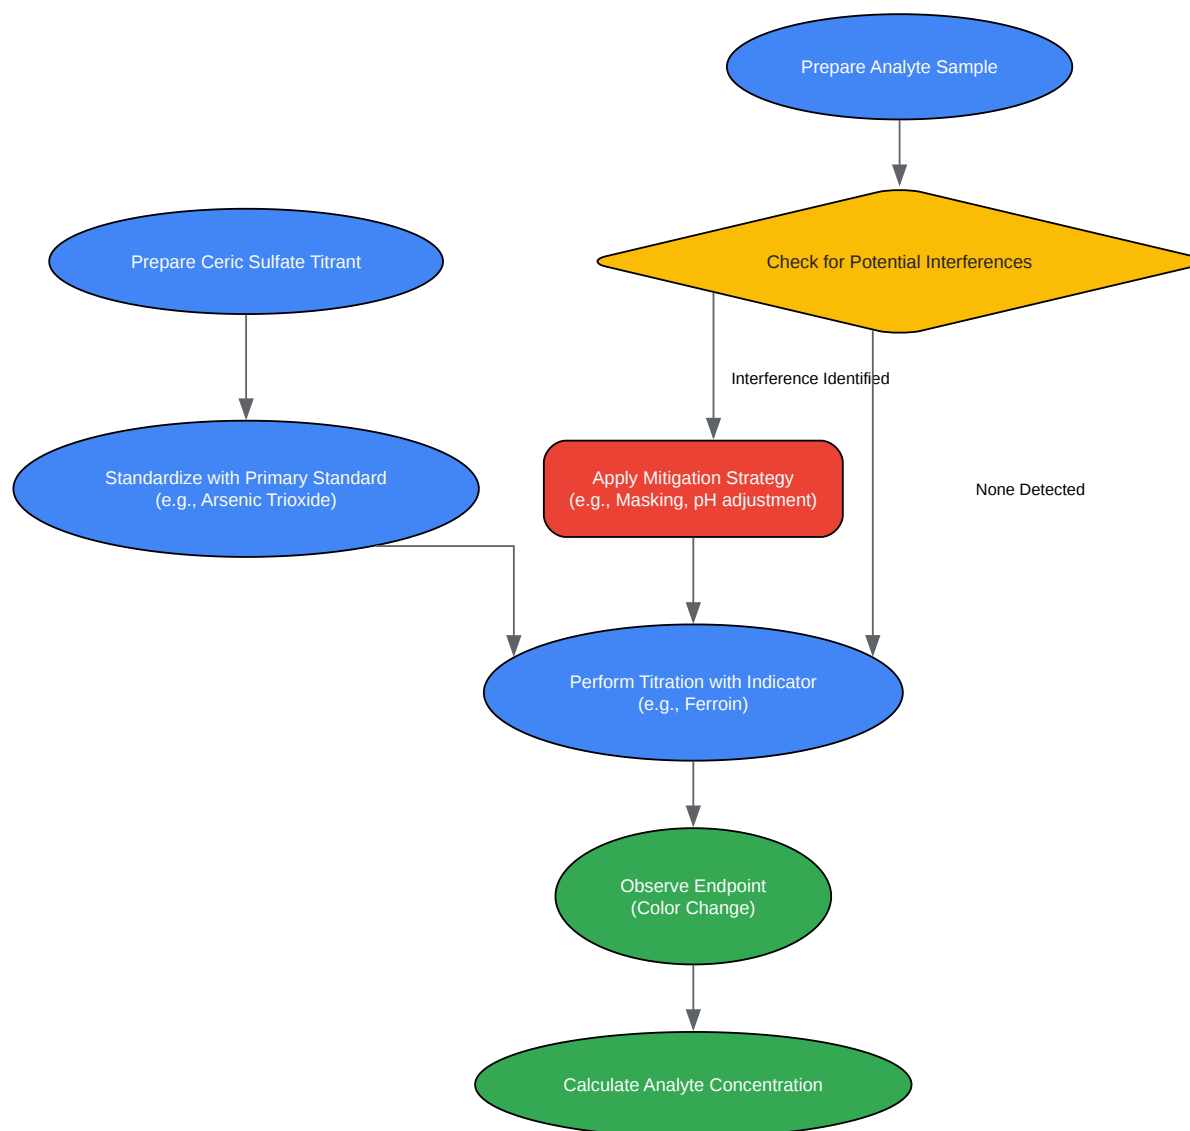 Prepare Analyte Sample
Prepare Ceric Sulfate Titrant
Check for Potential Interferences
Interference Identified
Standardize with Primary Standard
(e.g., Arsenic Trioxide)
Apply Mitigation Strategy
(e.g., Masking, pH adjustment)
None Detected
Perform Titration with Indicator
(e.g., Ferroin)
Observe Endpoint
(Color Change)
Calculate Analyte Concentration